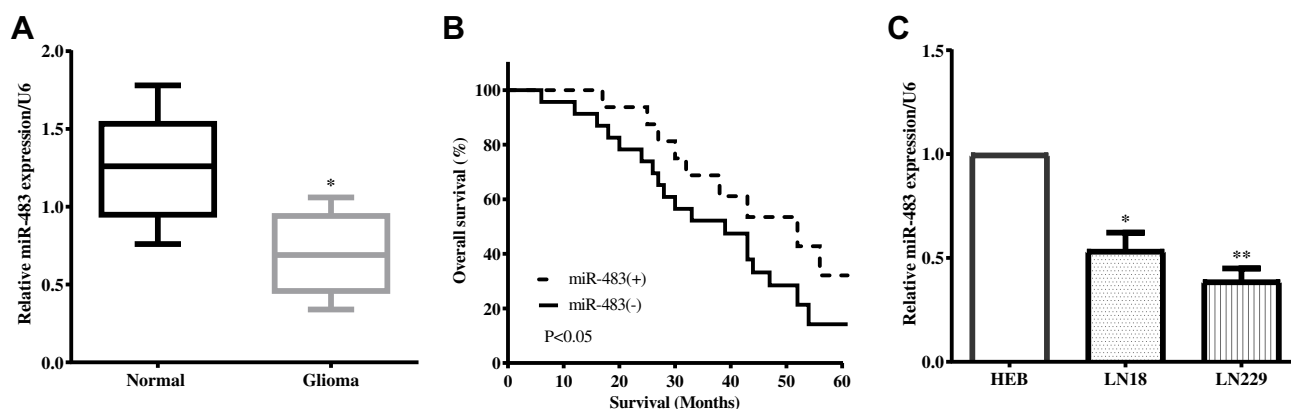 A
Relative miR-483 expression/U6
2.0
1.5
1.0
0.5
0.0
*
Normal
Glioma
B
Overall survival (%)
100
80
60
40
20
0
miR-483(+)
miR-483(-)
P<0.05
0
10
20
30
40
50
60
Survival (Months)
C
Relative miR-483 expression/U6
1.5
1.0
0.5
0.0
*
**
HEB
LN18
LN229